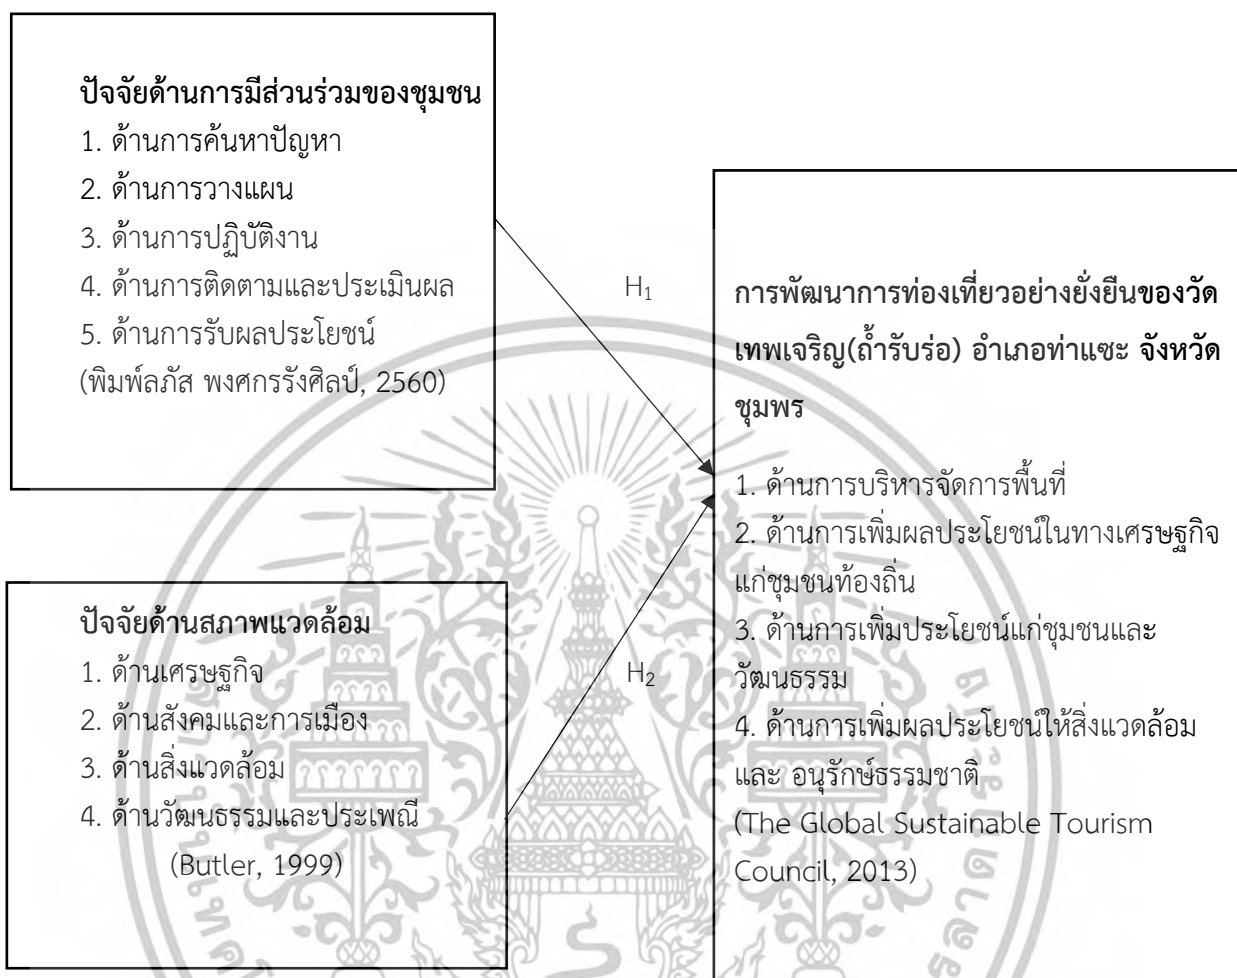 ปัจจัยด้านการมีส่วนร่วมของชุมชน
1. ด้านการค้นหาปัญหา
2. ด้านการวางแผน
3. ด้านการปฏิบัติงาน
4. ด้านการติดตามและประเมินผล
5. ด้านการรับผลประโยชน์
(พิมพ์ลภัส พงศกรรังศิลป์, 2560)
H1
ปัจจัยด้านสภาพแวดล้อม
1. ด้านเศรษฐกิจ
2. ด้านสังคมและการเมือง
3. ด้านสิ่งแวดล้อม
4. ด้านวัฒนธรรมและประเพณี
(Butler, 1999)
H2
การพัฒนาการท่องเที่ยวอย่างยั่งยืนของวัด
เทพเจริญ(ถ้ำรับร่อ) อำเภอท่าแซะ จังหวัด
ชุมพร
1. ด้านการบริหารจัดการพื้นที่
2. ด้านการเพิ่มผลประโยชน์ในทางเศรษฐกิจ
แก่ชุมชนท้องถิ่น
3. ด้านการเพิ่มประโยชน์แก่ชุมชนและ
วัฒนธรรม
4. ด้านการเพิ่มผลประโยชน์ให้สิ่งแวดล้อม
และ อนุรักษ์ธรรมชาติ
(The Global Sustainable Tourism
Council, 2013)